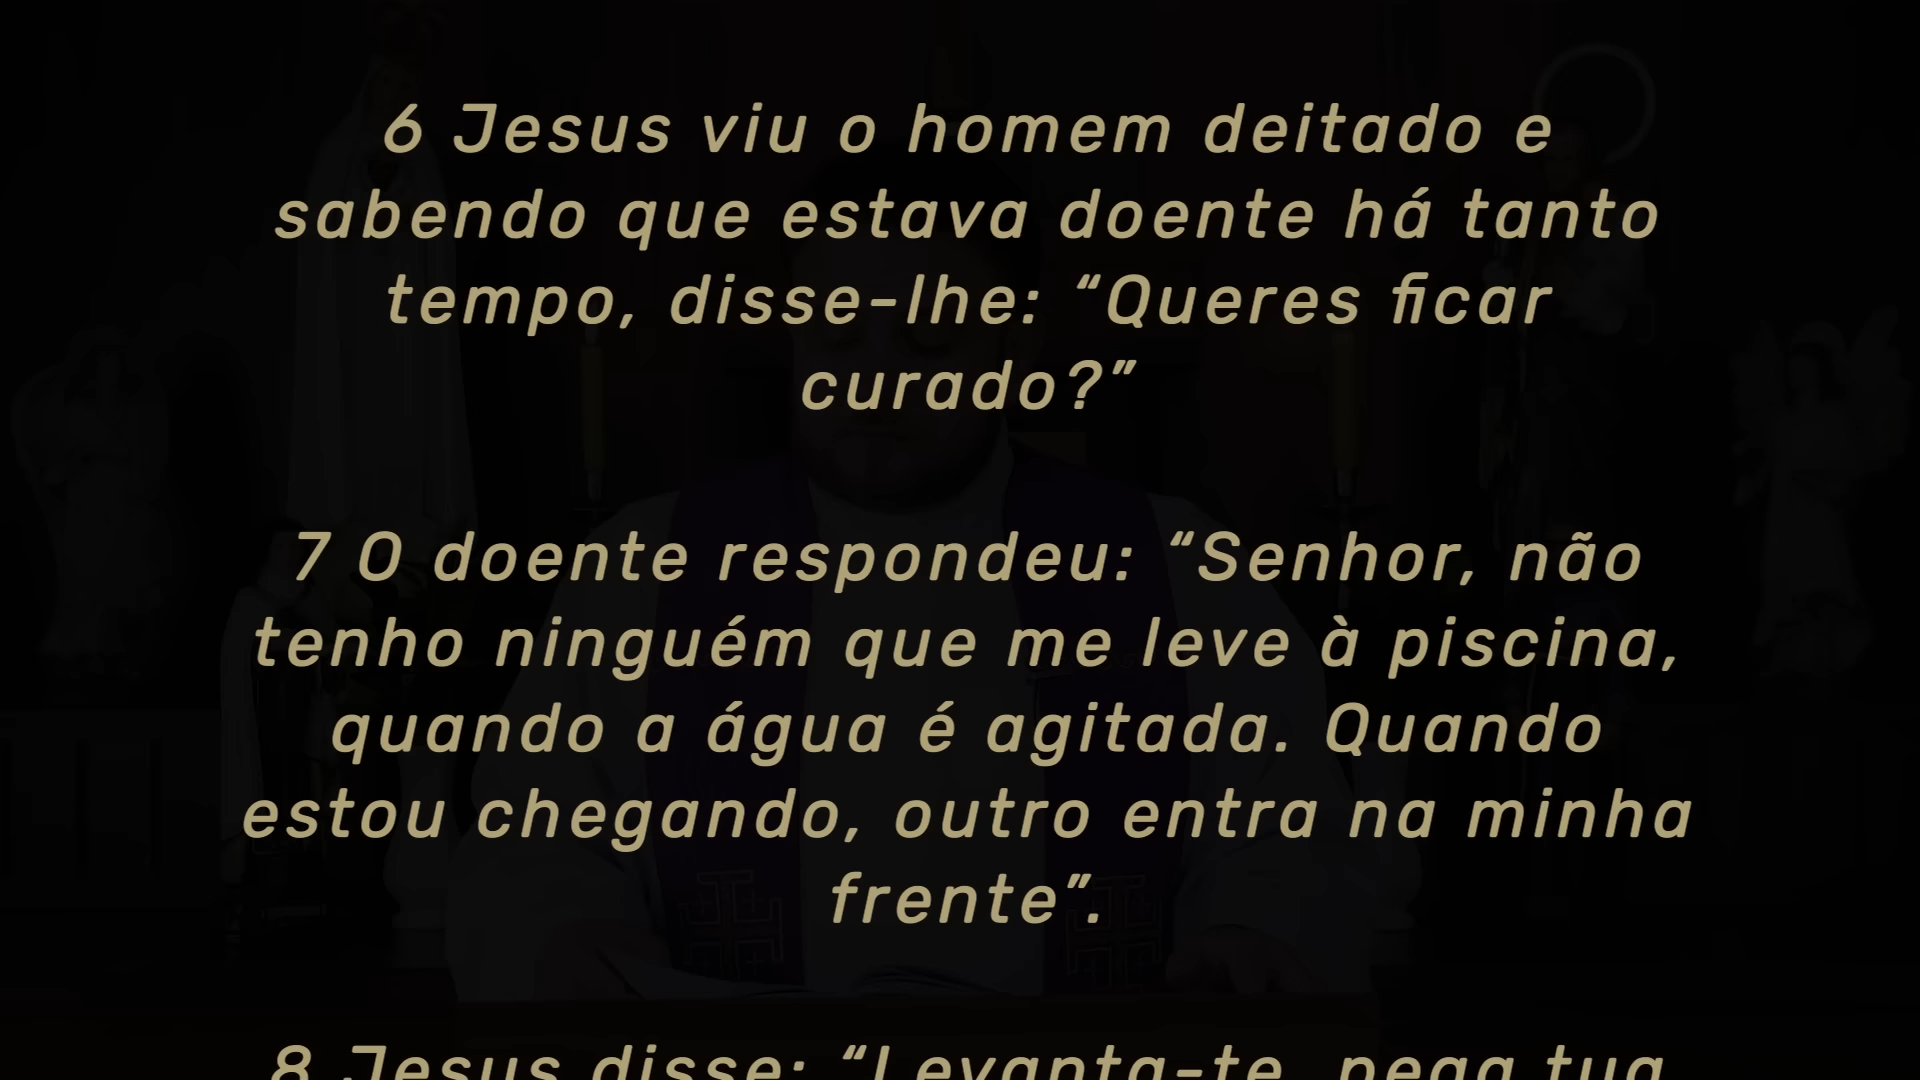 6 Jesus viu o homem deitado e
sabendo que estava doente há tanto
tempo, disse-lhe: “Queres ficar
curado?”
7 O doente respondeu: “Senhor, não
tenho ninguém que me leve à piscina,
quando a água é agitada. Quando
estou chegando, outro entra na minha
frente”.
8 Jesus disse: “Levanta-te, pega tua